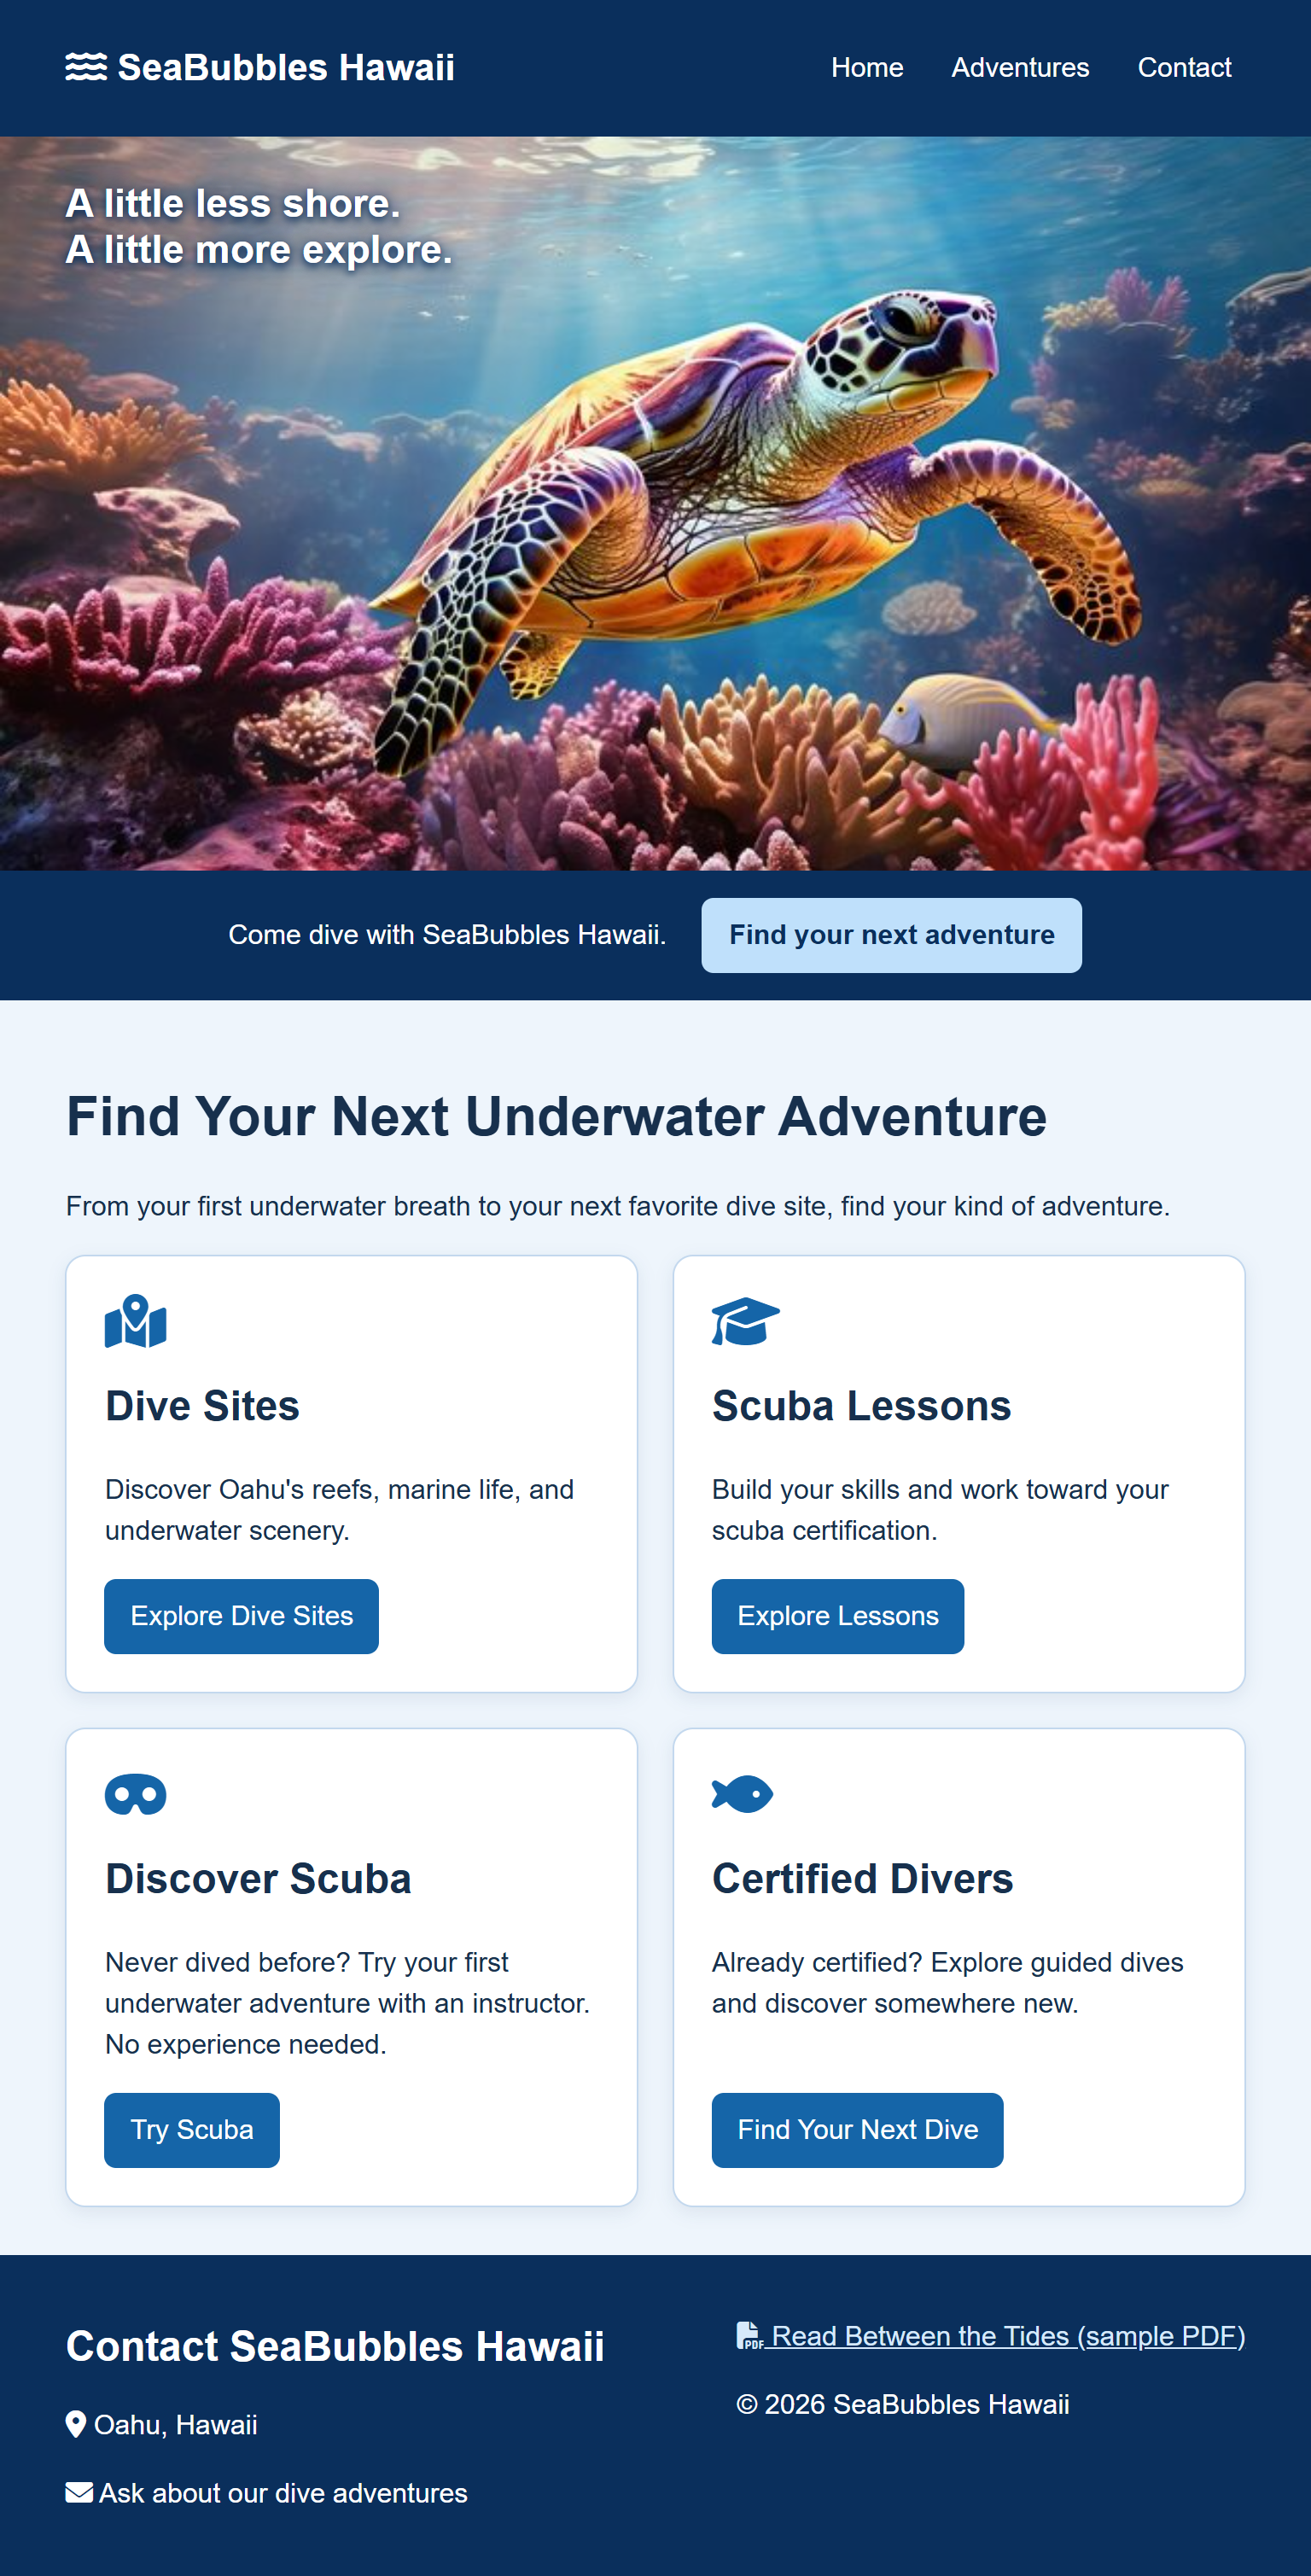 SeaBubbles Hawaii
Home Adventures Contact
A little less shore.
A little more explore.
Come dive with SeaBubbles Hawaii.
Find your next adventure
Find Your Next Underwater Adventure
From your first underwater breath to your next favorite dive site, find your kind of adventure.
Dive Sites
Discover Oahu's reefs, marine life, and
underwater scenery.
Explore Dive Sites
Scuba Lessons
Build your skills and work toward your
scuba certification.
Explore Lessons
Discover Scuba
Never dived before? Try your first
underwater adventure with an instructor.
No experience needed.
Try Scuba
Certified Divers
Already certified? Explore guided dives
and discover somewhere new.
Find Your Next Dive
Contact SeaBubbles Hawaii
Oahu, Hawaii
Ask about our dive adventures
PDF Read Between the Tides (sample PDF)
© 2026 SeaBubbles Hawaii